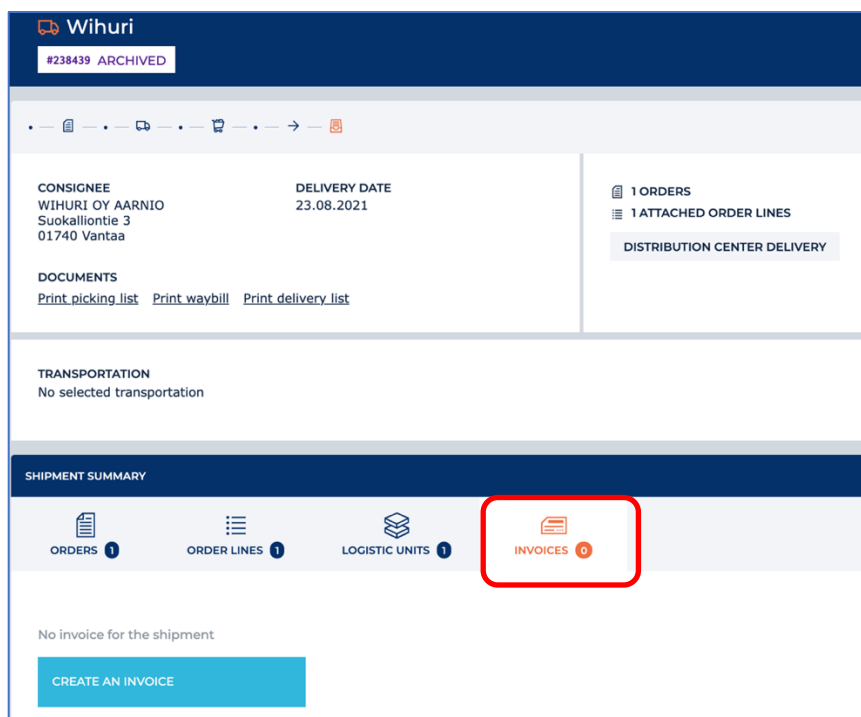 Wihuri
#238439 ARCHIVED
CONSIGNEE
WIHURI OY AARNIO
Suokalliontie 3
01740 Vantaa
DELIVERY DATE
23.08.2021
1 ORDERS
1 ATTACHED ORDER LINES
DISTRIBUTION CENTER DELIVERY
DOCUMENTS
Print picking list Print waybill Print delivery list
TRANSPORTATION
No selected transportation
SHIPMENT SUMMARY
ORDERS 1
ORDER LINES 1
LOGISTIC UNITS 1
INVOICES 0
No invoice for the shipment
CREATE AN INVOICE